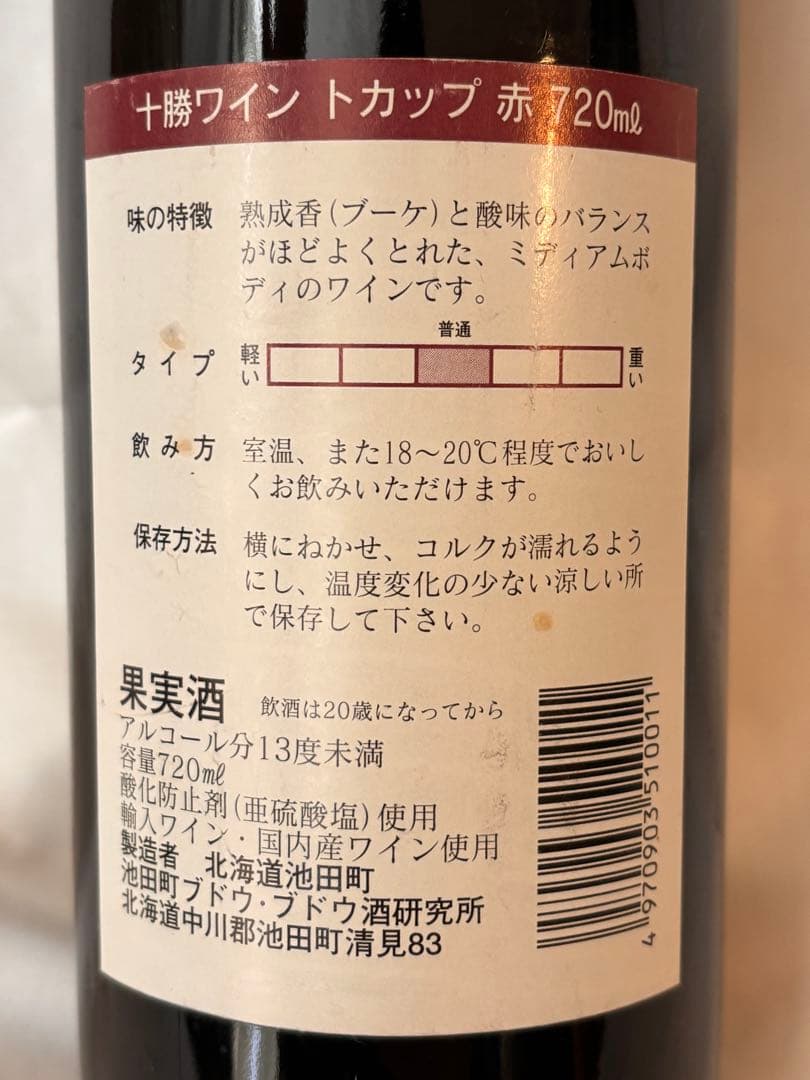 十勝ワイン トカップ 赤 720mℓ
味の特徴 熟成香(ブーケ)と酸味のバランス
がほどよくとれた、ミディアムボ
ディのワインです。
普通
タイプ 軽い 重い
飲み方 室温、また18〜20℃程度でおいし
くお飲みいただけます。
保存方法 横にねかせ、コルクが濡れるよう
にし、温度変化の少ない涼しい所
で保存して下さい。
果実酒 飲酒は20歳になってから
アルコール分13度未満
容量720mℓ
酸化防止剤(亜硫酸塩)使用
輸入ワイン・国内産ワイン使用
製造者 北海道池田町
池田町ブドウ・ブドウ酒研究所
北海道中川郡池田町清見83
4970903510011